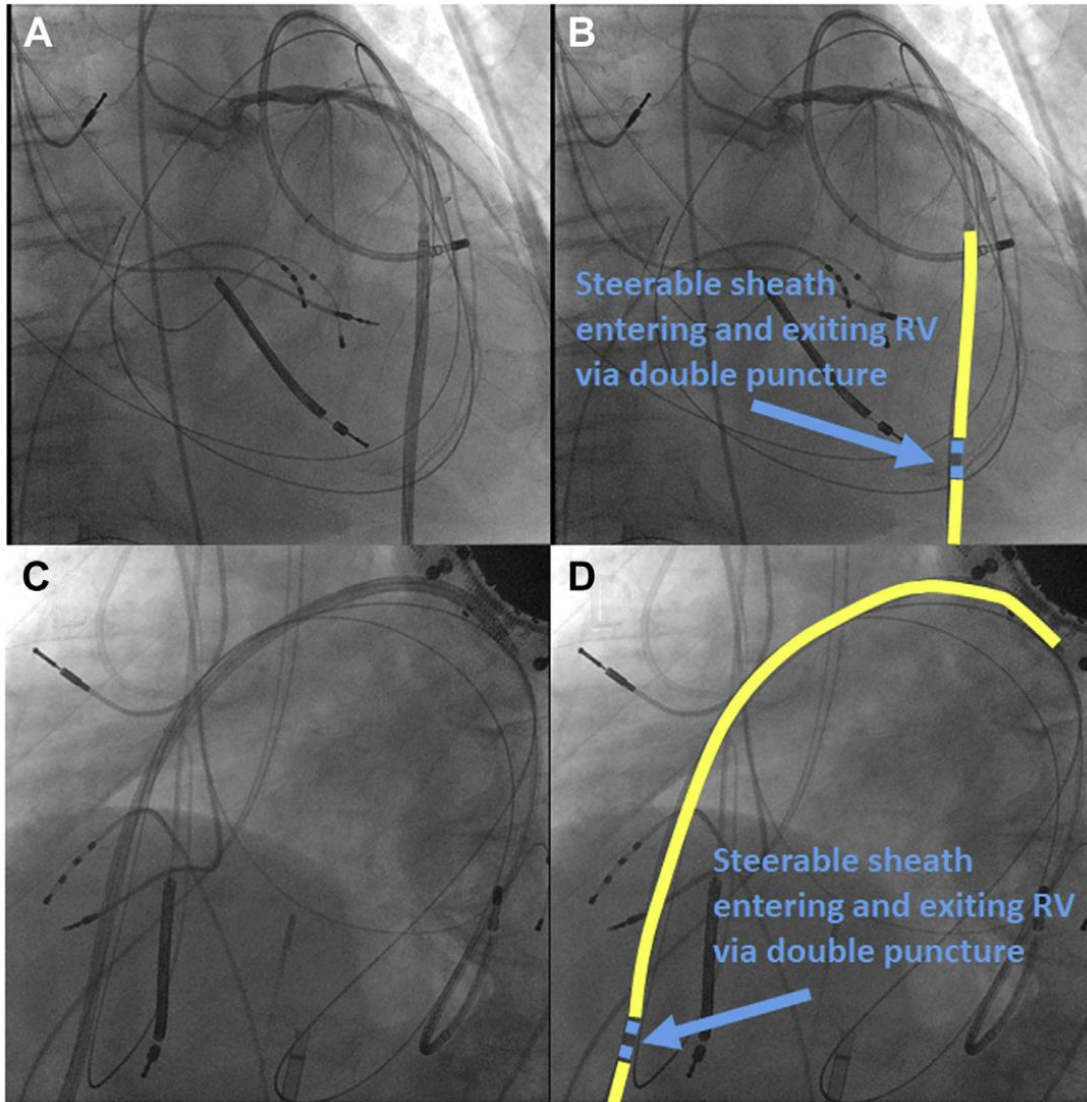 A
B
Steerable sheath
entering and exiting RV
via double puncture
C
D
Steerable sheath
entering and exiting RV
via double puncture